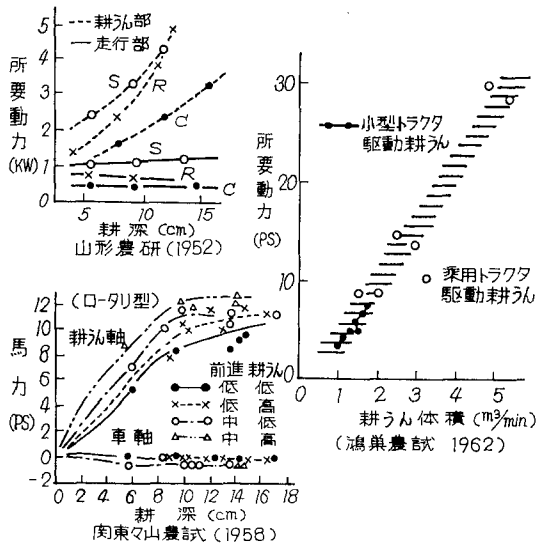 耕うん部
走行部
所要動力
(KW)
5
4
3
2
1
0
S
R
C
S
R
C
5 10 15
耕深(cm)
山形農研(1952)
(ロータリ型)
耕うん軸
馬力
(PS)
12
10
8
6
4
2
0
-2
前進 耕うん
低 低
低 高
中 低
中 高
車軸
0 2 4 6 8 10 12 14 16 18
耕深(cm)
関東々山農試(1958)
所要動力
(PS)
30
20
10
0
小型トラクタ
駆動耕うん
乗用トラクタ
駆動耕うん
1 2 3 4 5
耕うん体積(m³/min)
(鴻巣農試 1962)